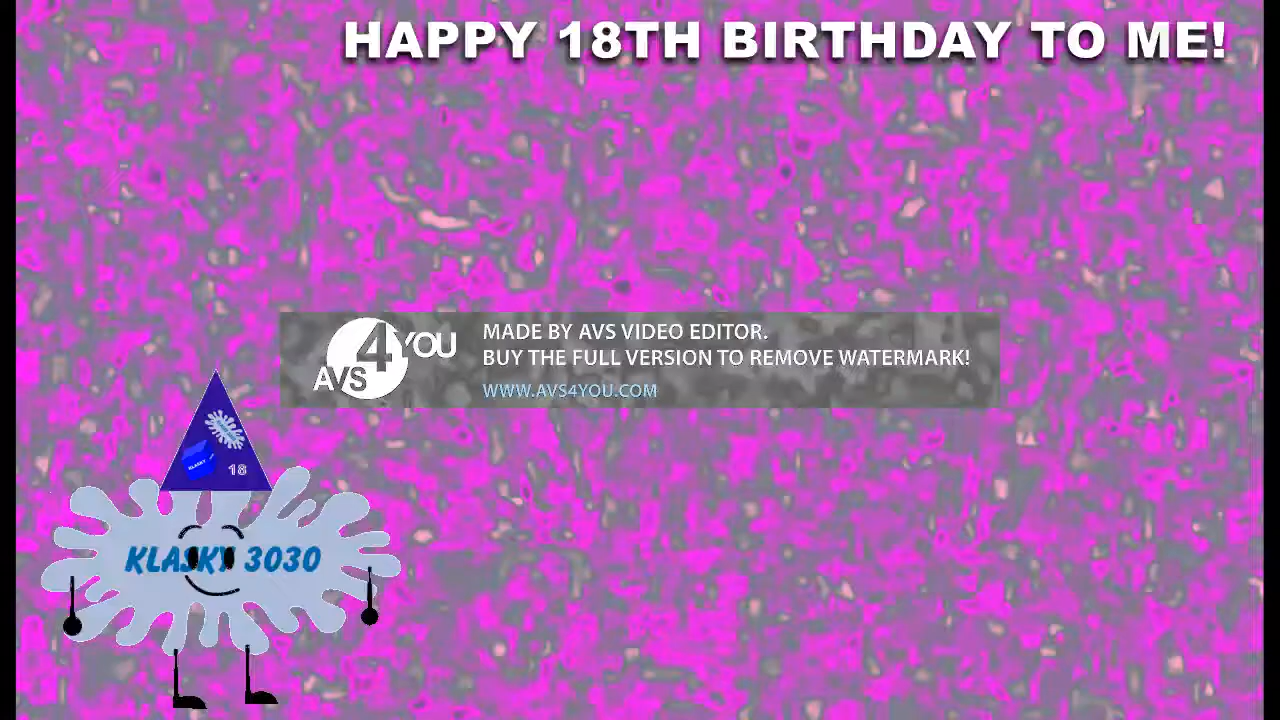 HAPPY 18TH BIRTHDAY TO ME!
AVS4YOU
MADE BY AVS VIDEO EDITOR.
BUY THE FULL VERSION TO REMOVE WATERMARK!
WWW.AVS4YOU.COM
KLASKY
18
KLASKY 3030